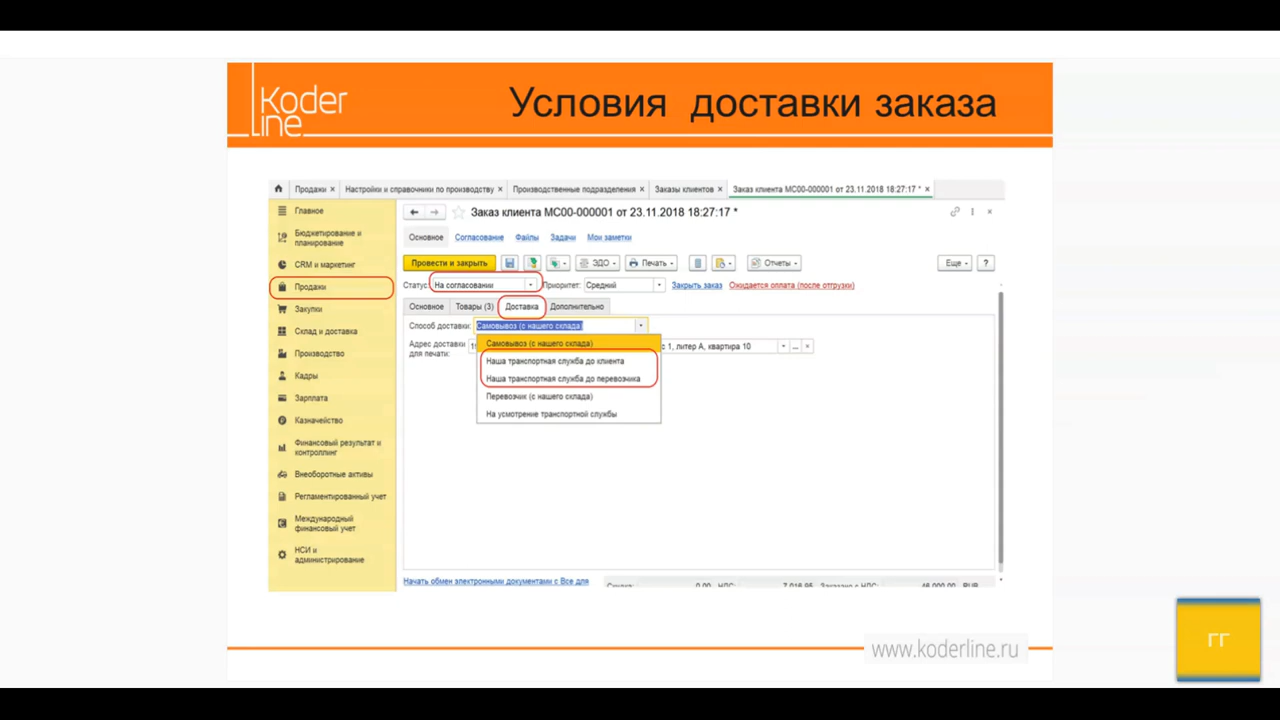 Koder
line
Условия доставки заказа
Продажи ×
Настройки и справочники по производству ×
Производственные подразделения ×
Заказы клиентов ×
Заказ клиента МС00-000001 от 23.11.2018 18:27:17 * ×
Главное
Бюджетирование и
планирование
CRM и маркетинг
Продажи
Закупки
Склад и доставка
Производство
Кадры
Зарплата
Казначейство
Финансовый результат и
контроллинг
Внеоборотные активы
Регламентированный учет
Международный
финансовый учет
НСИ и
администрирование
Заказ клиента МС00-000001 от 23.11.2018 18:27:17 *
Основное Согласование Файлы Задачи Мои заметки
Провести и закрыть ЭДО Печать Отчеты Еще ?
Статус: На согласовании Приоритет: Средний Закрыть заказ Ожидается оплата (после отгрузки)
Основное Товары (3) Доставка Дополнительно
Способ доставки: Самовывоз (с нашего склада)
Адрес доставки
для печати:
с 1, литер А, квартира 10
Самовывоз (с нашего склада)
Наша транспортная служба до клиента
Наша транспортная служба до перевозчика
Перевозчик (с нашего склада)
На усмотрение транспортной службы
Начать обмен электронными документами с Все для
www.koderline.ru
ГГ